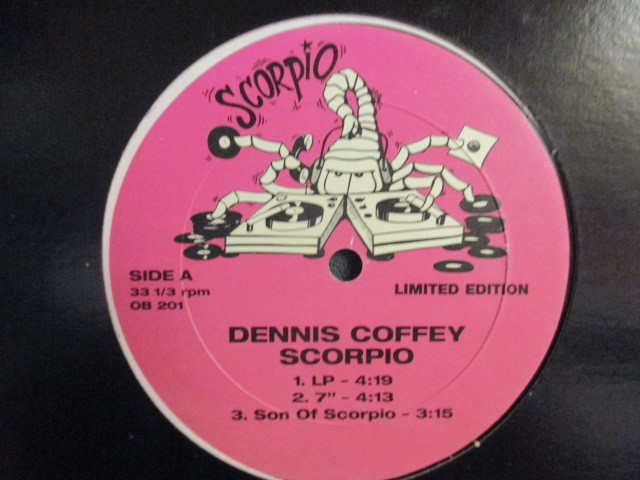 SCORPiO
SIDE A
33 1/3 rpm
OB 201
LIMITED EDITION
DENNIS COFFEY
SCORPIO
1. LP - 4:19
2. 7" - 4:13
3. Son Of Scorpio - 3:15